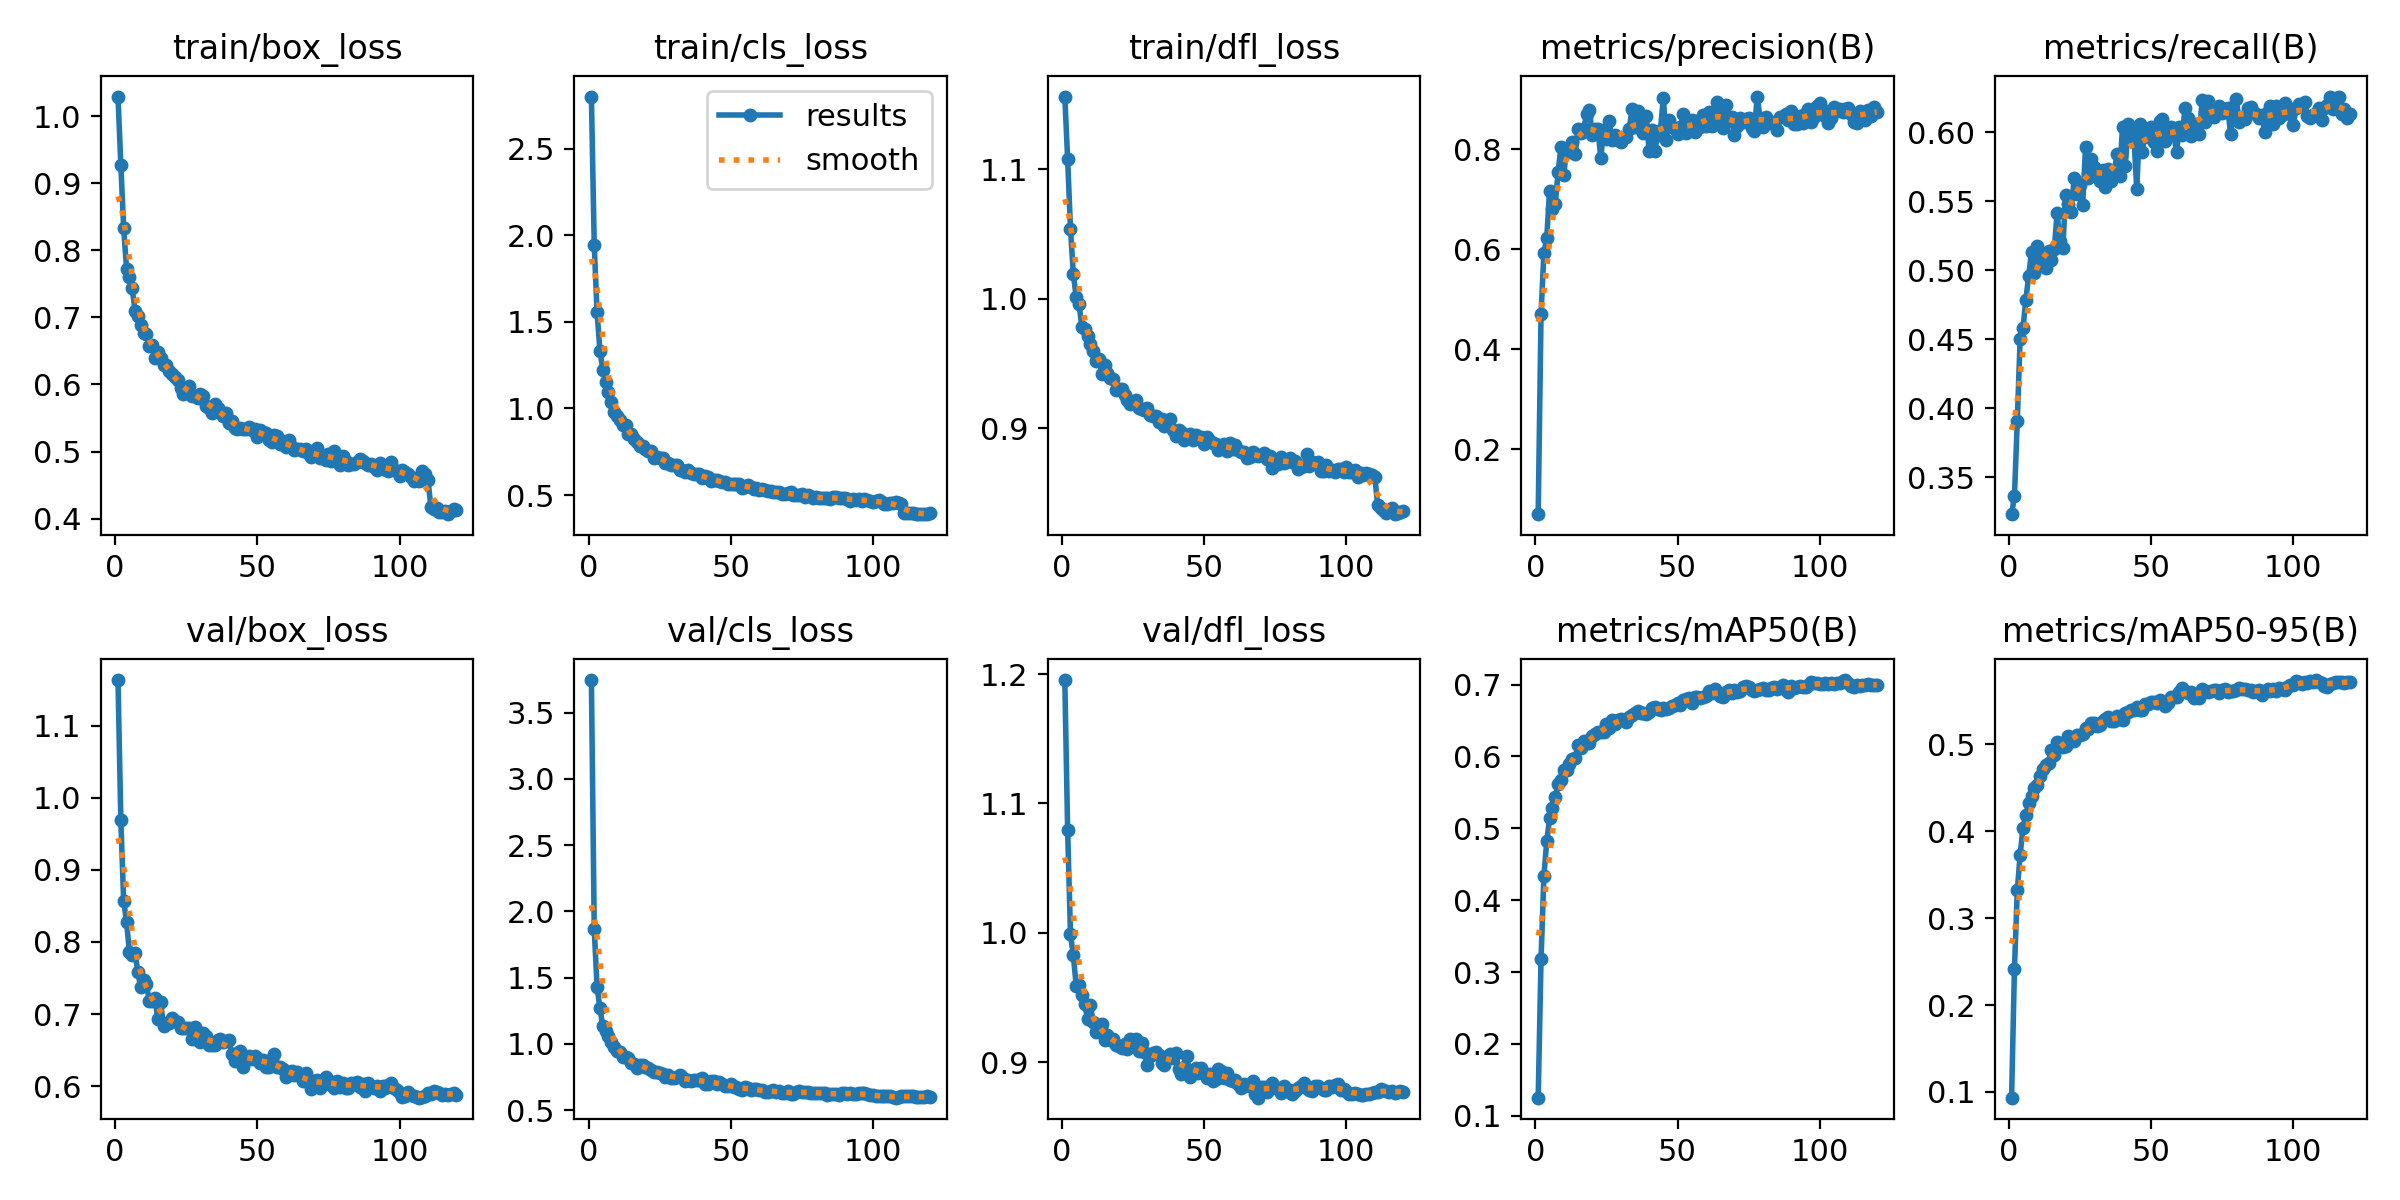 train/box_loss
train/cls_loss
train/dfl_loss
metrics/precision(B)
metrics/recall(B)
1.0
0.9
0.8
0.7
0.6
0.5
0.4
0 50 100
2.5
2.0
1.5
1.0
0.5
0 50 100
results
smooth
1.1
1.0
0.9
0 50 100
0.8
0.6
0.4
0.2
0 50 100
0.60
0.55
0.50
0.45
0.40
0.35
0 50 100
val/box_loss
val/cls_loss
val/dfl_loss
metrics/mAP50(B)
metrics/mAP50-95(B)
1.1
1.0
0.9
0.8
0.7
0.6
0 50 100
3.5
3.0
2.5
2.0
1.5
1.0
0.5
0 50 100
1.2
1.1
1.0
0.9
0 50 100
0.7
0.6
0.5
0.4
0.3
0.2
0.1
0 50 100
0.5
0.4
0.3
0.2
0.1
0 50 100